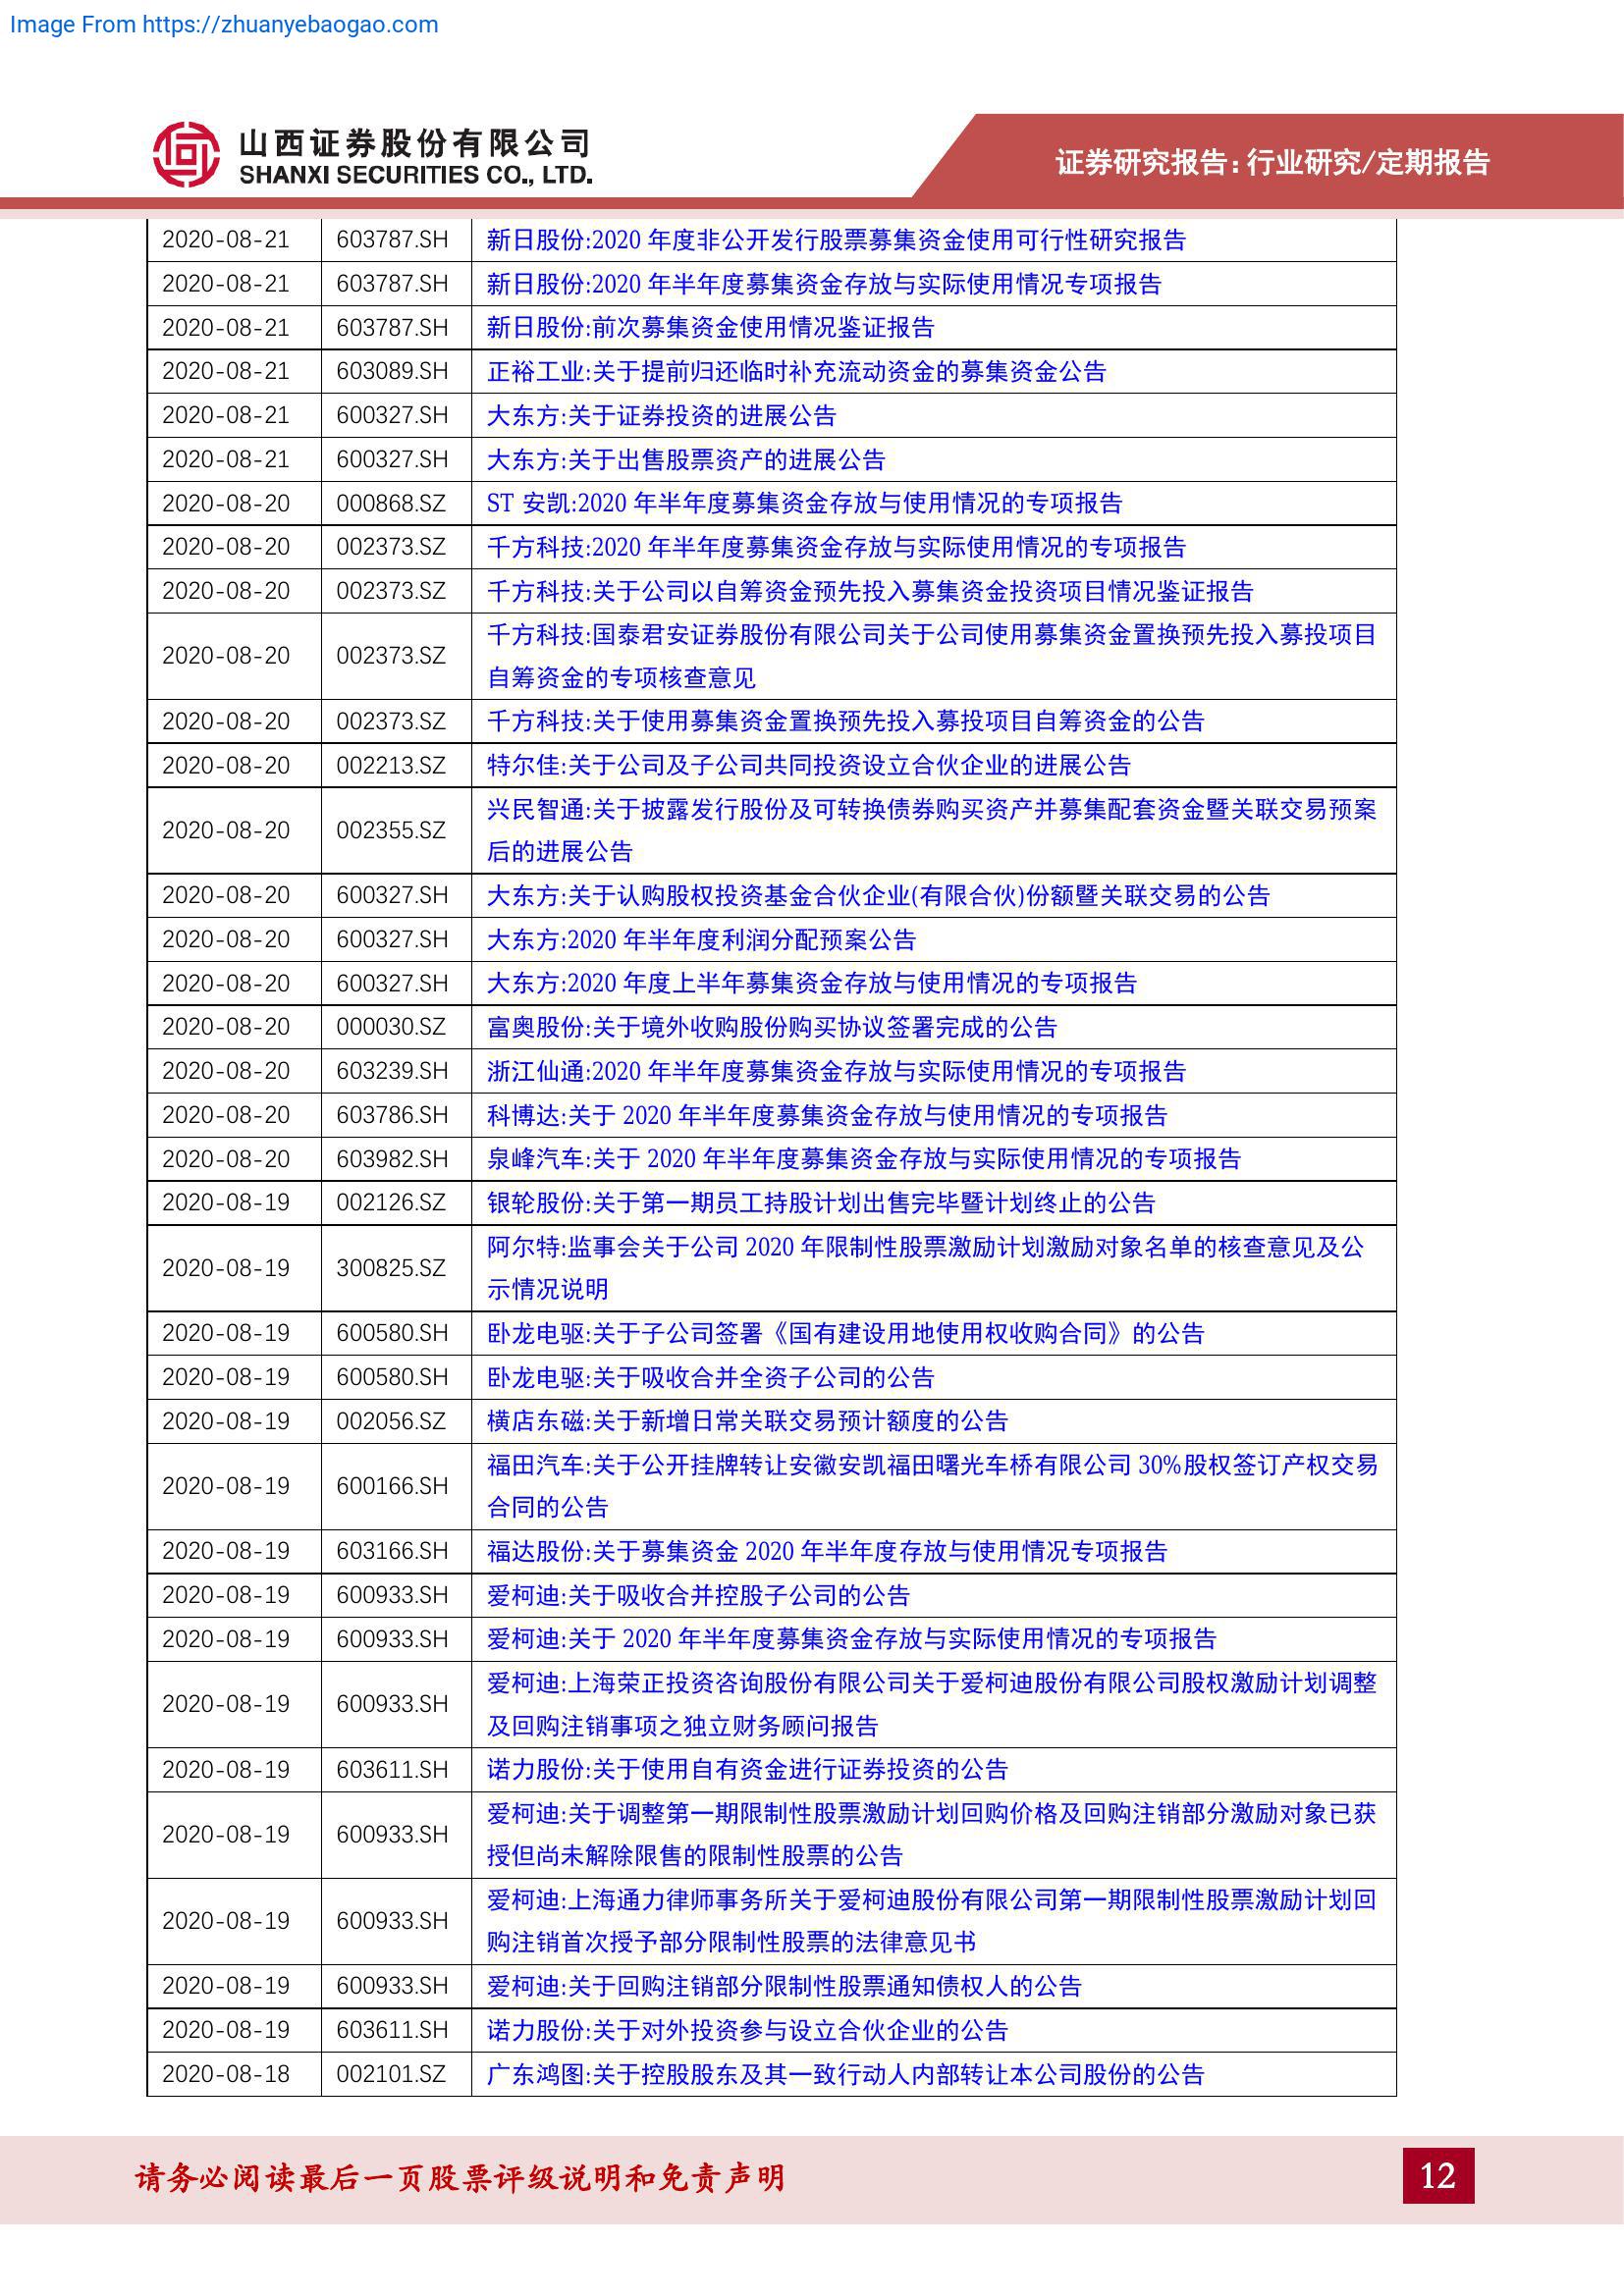 Image From https://zhuanyebaogao.com
山西证券股份有限公司
SHANXI SECURITIES CO., LTD.
证券研究报告：行业研究/定期报告
2020-08-21 603787.SH 新日股份:2020 年度非公开发行股票募集资金使用可行性研究报告
2020-08-21 603787.SH 新日股份:2020 年半年度募集资金存放与实际使用情况专项报告
2020-08-21 603787.SH 新日股份:前次募集资金使用情况鉴证报告
2020-08-21 603089.SH 正裕工业:关于提前归还临时补充流动资金的募集资金公告
2020-08-21 600327.SH 大东方:关于证券投资的进展公告
2020-08-21 600327.SH 大东方:关于出售股票资产的进展公告
2020-08-20 000868.SZ ST 安凯:2020 年半年度募集资金存放与使用情况的专项报告
2020-08-20 002373.SZ 千方科技:2020 年半年度募集资金存放与实际使用情况的专项报告
2020-08-20 002373.SZ 千方科技:关于公司以自筹资金预先投入募集资金投资项目情况鉴证报告
2020-08-20 002373.SZ 千方科技:国泰君安证券股份有限公司关于公司使用募集资金置换预先投入募投项目
自筹资金的专项核查意见
2020-08-20 002373.SZ 千方科技:关于使用募集资金置换预先投入募投项目自筹资金的公告
2020-08-20 002213.SZ 特尔佳:关于公司及子公司共同投资设立合伙企业的进展公告
2020-08-20 002355.SZ 兴民智通:关于披露发行股份及可转换债券购买资产并募集配套资金暨关联交易预案
后的进展公告
2020-08-20 600327.SH 大东方:关于认购股权投资基金合伙企业(有限合伙)份额暨关联交易的公告
2020-08-20 600327.SH 大东方:2020 年半年度利润分配预案公告
2020-08-20 600327.SH 大东方:2020 年度上半年募集资金存放与使用情况的专项报告
2020-08-20 000030.SZ 富奥股份:关于境外收购股份购买协议签署完成的公告
2020-08-20 603239.SH 浙江仙通:2020 年半年度募集资金存放与实际使用情况的专项报告
2020-08-20 603786.SH 科博达:关于 2020 年半年度募集资金存放与使用情况的专项报告
2020-08-20 603982.SH 泉峰汽车:关于 2020 年半年度募集资金存放与实际使用情况的专项报告
2020-08-19 002126.SZ 银轮股份:关于第一期员工持股计划出售完毕暨计划终止的公告
2020-08-19 300825.SZ 阿尔特:监事会关于公司 2020 年限制性股票激励计划激励对象名单的核查意见及公
示情况说明
2020-08-19 600580.SH 卧龙电驱:关于子公司签署《国有建设用地使用权收购合同》的公告
2020-08-19 600580.SH 卧龙电驱:关于吸收合并全资子公司的公告
2020-08-19 002056.SZ 横店东磁:关于新增日常关联交易预计额度的公告
2020-08-19 600166.SH 福田汽车:关于公开挂牌转让安徽安凯福田曙光车桥有限公司 30%股权签订产权交易
合同的公告
2020-08-19 603166.SH 福达股份:关于募集资金 2020 年半年度存放与使用情况专项报告
2020-08-19 600933.SH 爱柯迪:关于吸收合并控股子公司的公告
2020-08-19 600933.SH 爱柯迪:关于 2020 年半年度募集资金存放与实际使用情况的专项报告
2020-08-19 600933.SH 爱柯迪:上海荣正投资咨询股份有限公司关于爱柯迪股份有限公司股权激励计划调整
及回购注销事项之独立财务顾问报告
2020-08-19 603611.SH 诺力股份:关于使用自有资金进行证券投资的公告
2020-08-19 600933.SH 爱柯迪:关于调整第一期限制性股票激励计划回购价格及回购注销部分激励对象已获
授但尚未解除限售的限制性股票的公告
2020-08-19 600933.SH 爱柯迪:上海通力律师事务所关于爱柯迪股份有限公司第一期限制性股票激励计划回
购注销首次授予部分限制性股票的法律意见书
2020-08-19 600933.SH 爱柯迪:关于回购注销部分限制性股票通知债权人的公告
2020-08-19 603611.SH 诺力股份:关于对外投资参与设立合伙企业的公告
2020-08-18 002101.SZ 广东鸿图:关于控股股东及其一致行动人内部转让本公司股份的公告
请务必阅读最后一页股票评级说明和免责声明
12